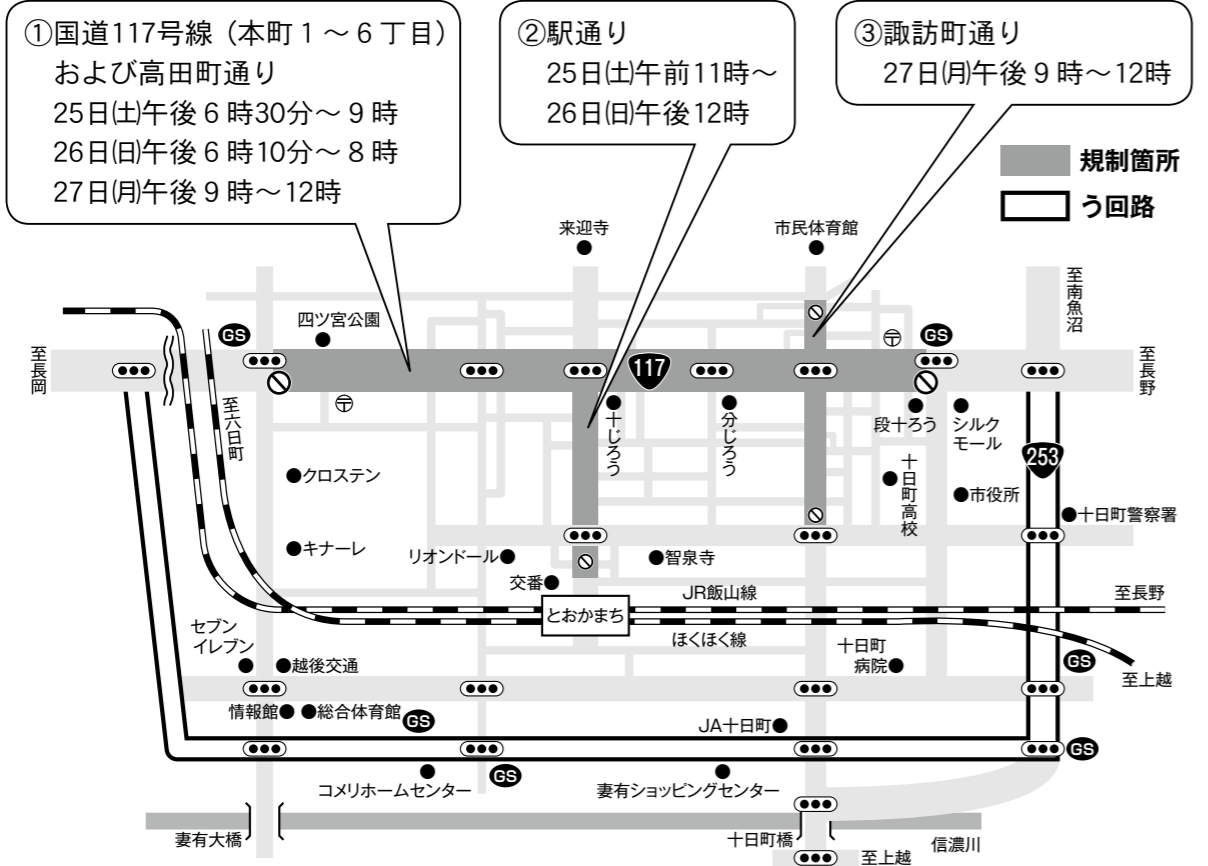 ①国道117号線（本町１～６丁目）
および高田町通り
25日㈯午後６時30分～９時
26日㈰午後６時10分～８時
27日㈪午後９時～12時
②駅通り
25日㈯午前11時～
26日㈰午後12時
③諏訪町通り
27日㈪午後９時～12時
規制箇所
う回路
来迎寺
市民体育館
至南魚沼
四ツ宮公園
GS
〒
GS
至長岡
117
至長野
至六日町
〒
十じろう
分じろう
段十ろう
シルク
モール
253
クロステン
十日町高校
市役所
十日町警察署
キナーレ
リオンドール
智泉寺
交番
JR飯山線
至長野
とおかまち
ほくほく線
セブン
イレブン
越後交通
十日町
病院
GS
至上越
情報館
総合体育館
GS
JA十日町
GS
コメリホームセンター
GS
妻有ショッピングセンター
妻有大橋
十日町橋
信濃川
至上越